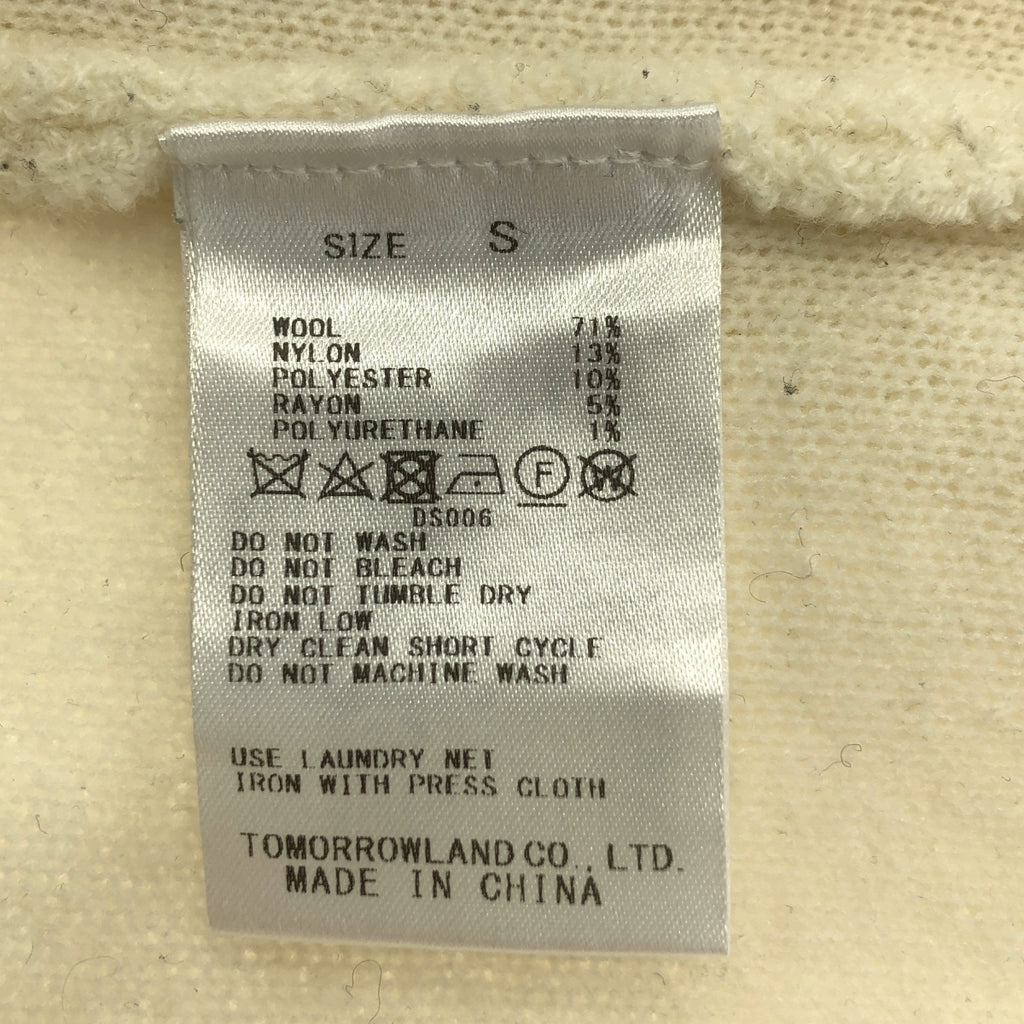 SIZE S
WOOL 71%
NYLON 13%
POLYESTER 10%
RAYON 5%
POLYURETHANE 1%
F W
DS006
DO NOT WASH
DO NOT BLEACH
DO NOT TUMBLE DRY
IRON LOW
DRY CLEAN SHORT CYCLE
DO NOT MACHINE WASH
USE LAUNDRY NET
IRON WITH PRESS CLOTH
TOMORROWLAND CO., LTD.
MADE IN CHINA